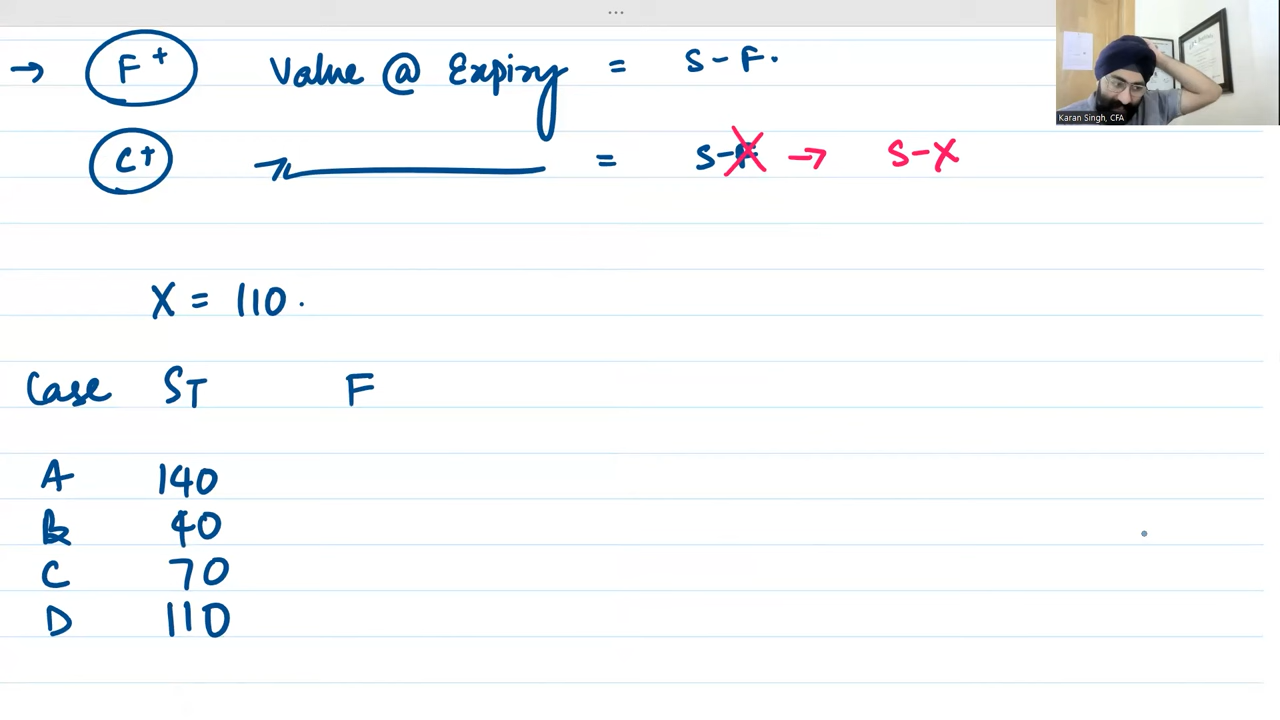 ...
→ F+ Value @ Expiry = S-F.
Karan Singh, CFA
C+ = S-F → S-X
X = 110.
Case ST F
A 140
B 40
C 70
D 110